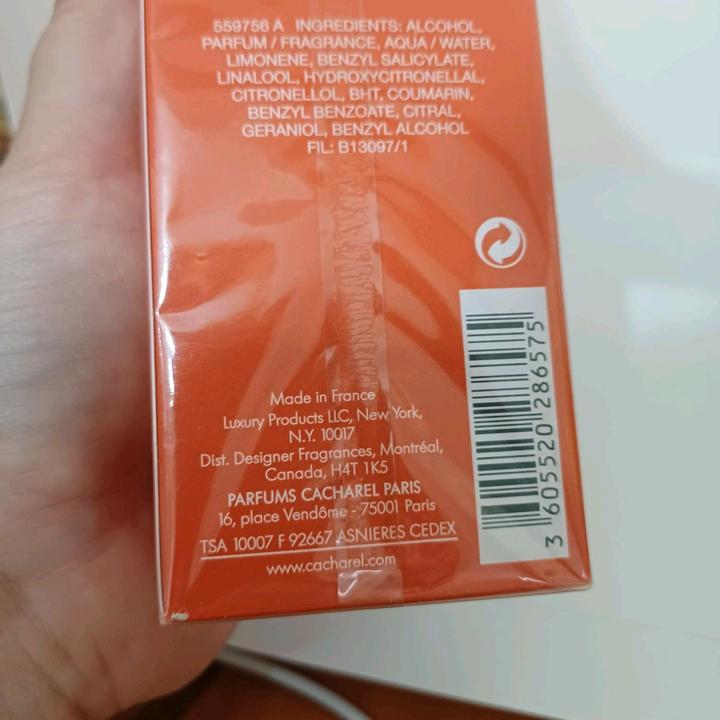 559756 A INGREDIENTS: ALCOHOL,
PARFUM / FRAGRANCE, AQUA / WATER,
LIMONENE, BENZYL SALICYLATE,
LINALOOL, HYDROXYCITRONELLAL,
CITRONELLOL, BHT, COUMARIN,
BENZYL BENZOATE, CITRAL,
GERANIOL, BENZYL ALCOHOL
FIL: B13097/1
Made in France
Luxury Products LLC, New York,
N.Y. 10017
Dist. Designer Fragrances, Montréal,
Canada, H4T 1K5
PARFUMS CACHAREL PARIS
16, place Vendôme - 75001 Paris
TSA 10007 F 92667 ASNIERES CEDEX
www.cacharel.com
3 605520 286575